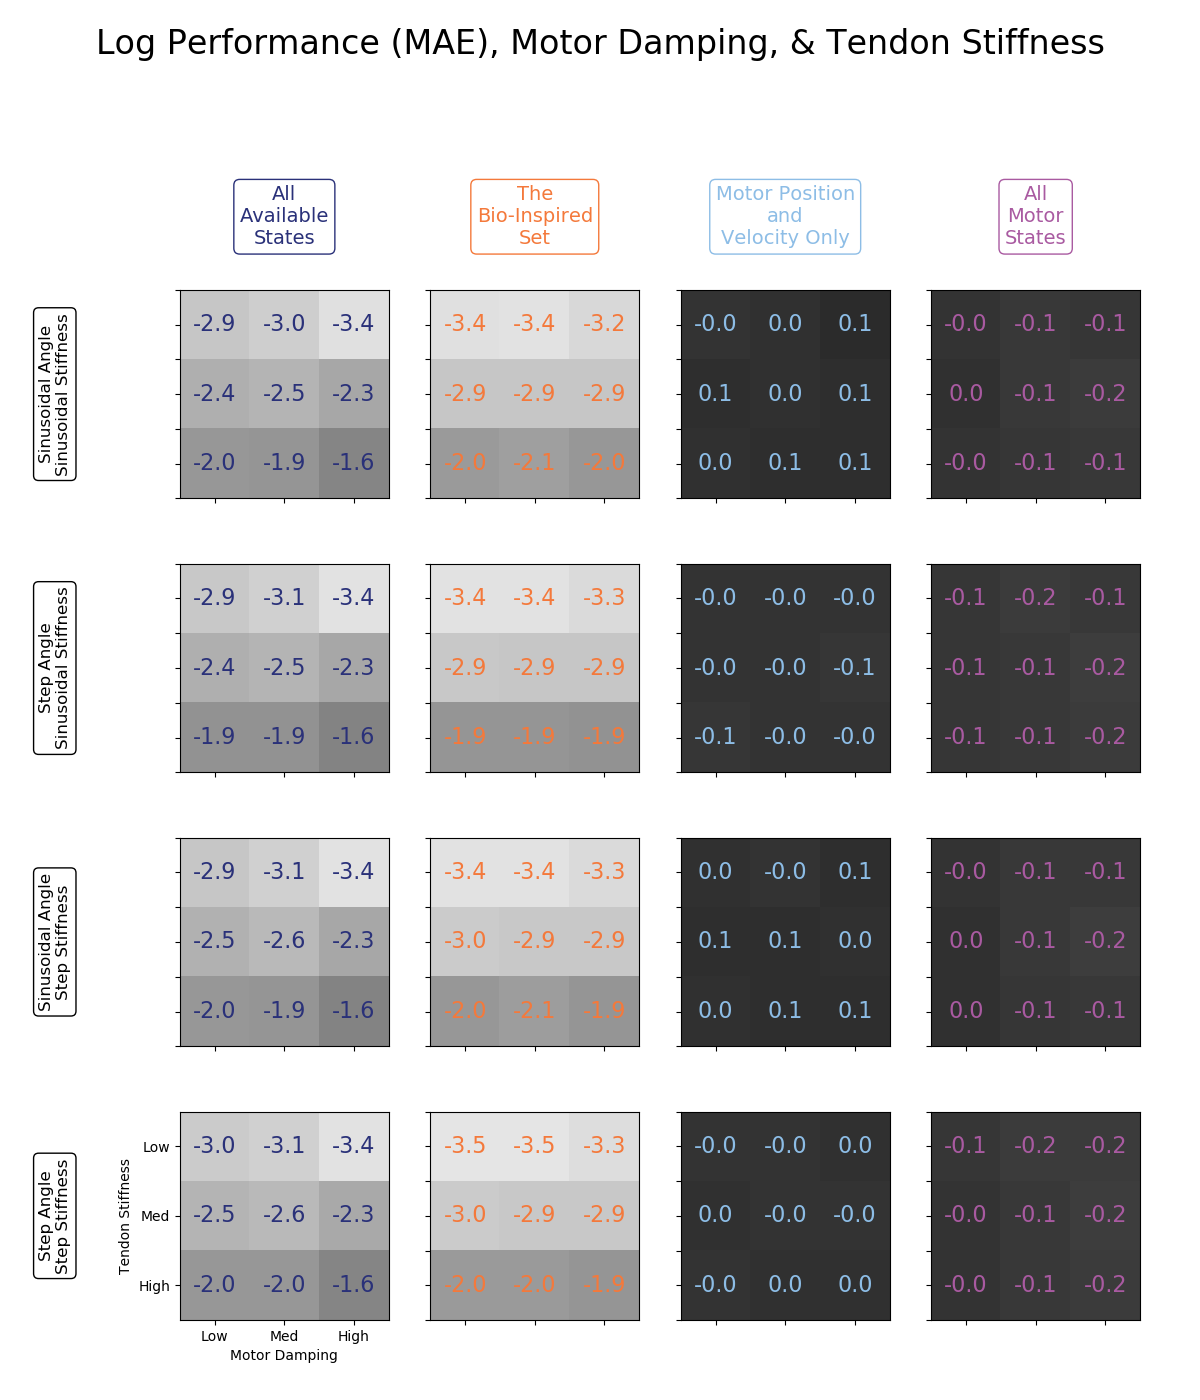 Log Performance (MAE), Motor Damping, & Tendon Stiffness
All
Available
States
The
Bio-Inspired
Set
Motor Position
and
Velocity Only
All
Motor
States
Sinusoidal Angle
Sinusoidal Stiffness
-2.9 -3.0 -3.4 -3.4 -3.4 -3.2 -0.0 0.0 0.1 -0.0 -0.1 -0.1
-2.4 -2.5 -2.3 -2.9 -2.9 -2.9 0.1 0.0 0.1 0.0 -0.1 -0.2
-2.0 -1.9 -1.6 -2.0 -2.1 -2.0 0.0 0.1 0.1 -0.0 -0.1 -0.1
Step Angle
Sinusoidal Stiffness
-2.9 -3.1 -3.4 -3.4 -3.4 -3.3 -0.0 -0.0 -0.0 -0.1 -0.2 -0.1
-2.4 -2.5 -2.3 -2.9 -2.9 -2.9 -0.0 -0.0 -0.1 -0.1 -0.1 -0.2
-1.9 -1.9 -1.6 -1.9 -1.9 -1.9 -0.1 -0.0 -0.0 -0.1 -0.1 -0.2
Sinusoidal Angle
Step Stiffness
-2.9 -3.1 -3.4 -3.4 -3.4 -3.3 0.0 -0.0 0.1 -0.0 -0.1 -0.1
-2.5 -2.6 -2.3 -3.0 -2.9 -2.9 0.1 0.1 0.0 0.0 -0.1 -0.2
-2.0 -1.9 -1.6 -2.0 -2.1 -1.9 0.0 0.1 0.1 0.0 -0.1 -0.1
Step Angle
Step Stiffness
Tendon Stiffness
Low -3.0 -3.1 -3.4 -3.5 -3.5 -3.3 -0.0 -0.0 0.0 -0.1 -0.2 -0.2
Med -2.5 -2.6 -2.3 -3.0 -2.9 -2.9 0.0 -0.0 -0.0 -0.0 -0.1 -0.2
High -2.0 -2.0 -1.6 -2.0 -2.0 -1.9 -0.0 0.0 0.0 -0.0 -0.1 -0.2
Low Med High
Motor Damping